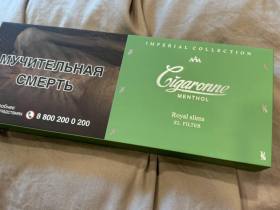 IMPERIAL COLLECTION
Cigaronne
MENTHOL
Royal slims
XL FILTER
МУЧИТЕЛЬНАЯ
СМЕРТЬ
8 800 200 0 200